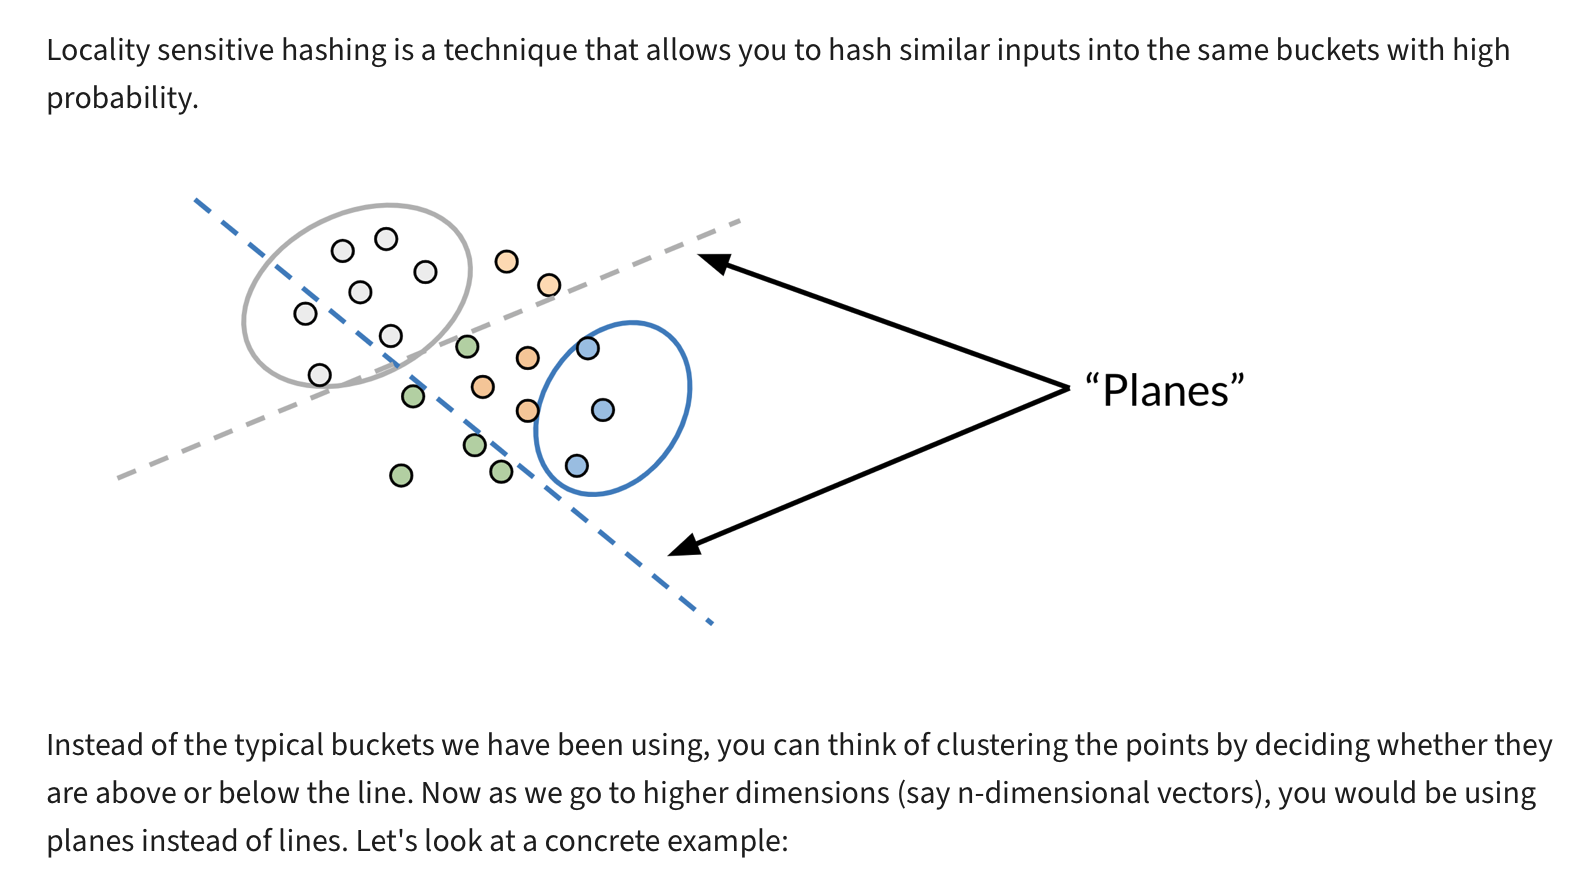 Locality sensitive hashing is a technique that allows you to hash similar inputs into the same buckets with high
probability.
“Planes”
Instead of the typical buckets we have been using, you can think of clustering the points by deciding whether they
are above or below the line. Now as we go to higher dimensions (say n-dimensional vectors), you would be using
planes instead of lines. Let's look at a concrete example: